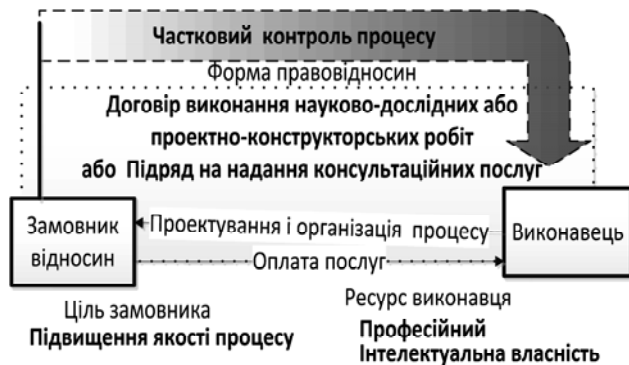 Частковий контроль процесу
Форма правовідносин
Договір виконання науково-дослідних або
проектно-конструкторських робіт
або Підряд на надання консультаційних послуг
Замовник
відносин
Проектування і організація процесу
Виконавець
Оплата послуг
Ціль замовника
Підвищення якості процесу
Ресурс виконавця
Професійний
Інтелектуальна власність